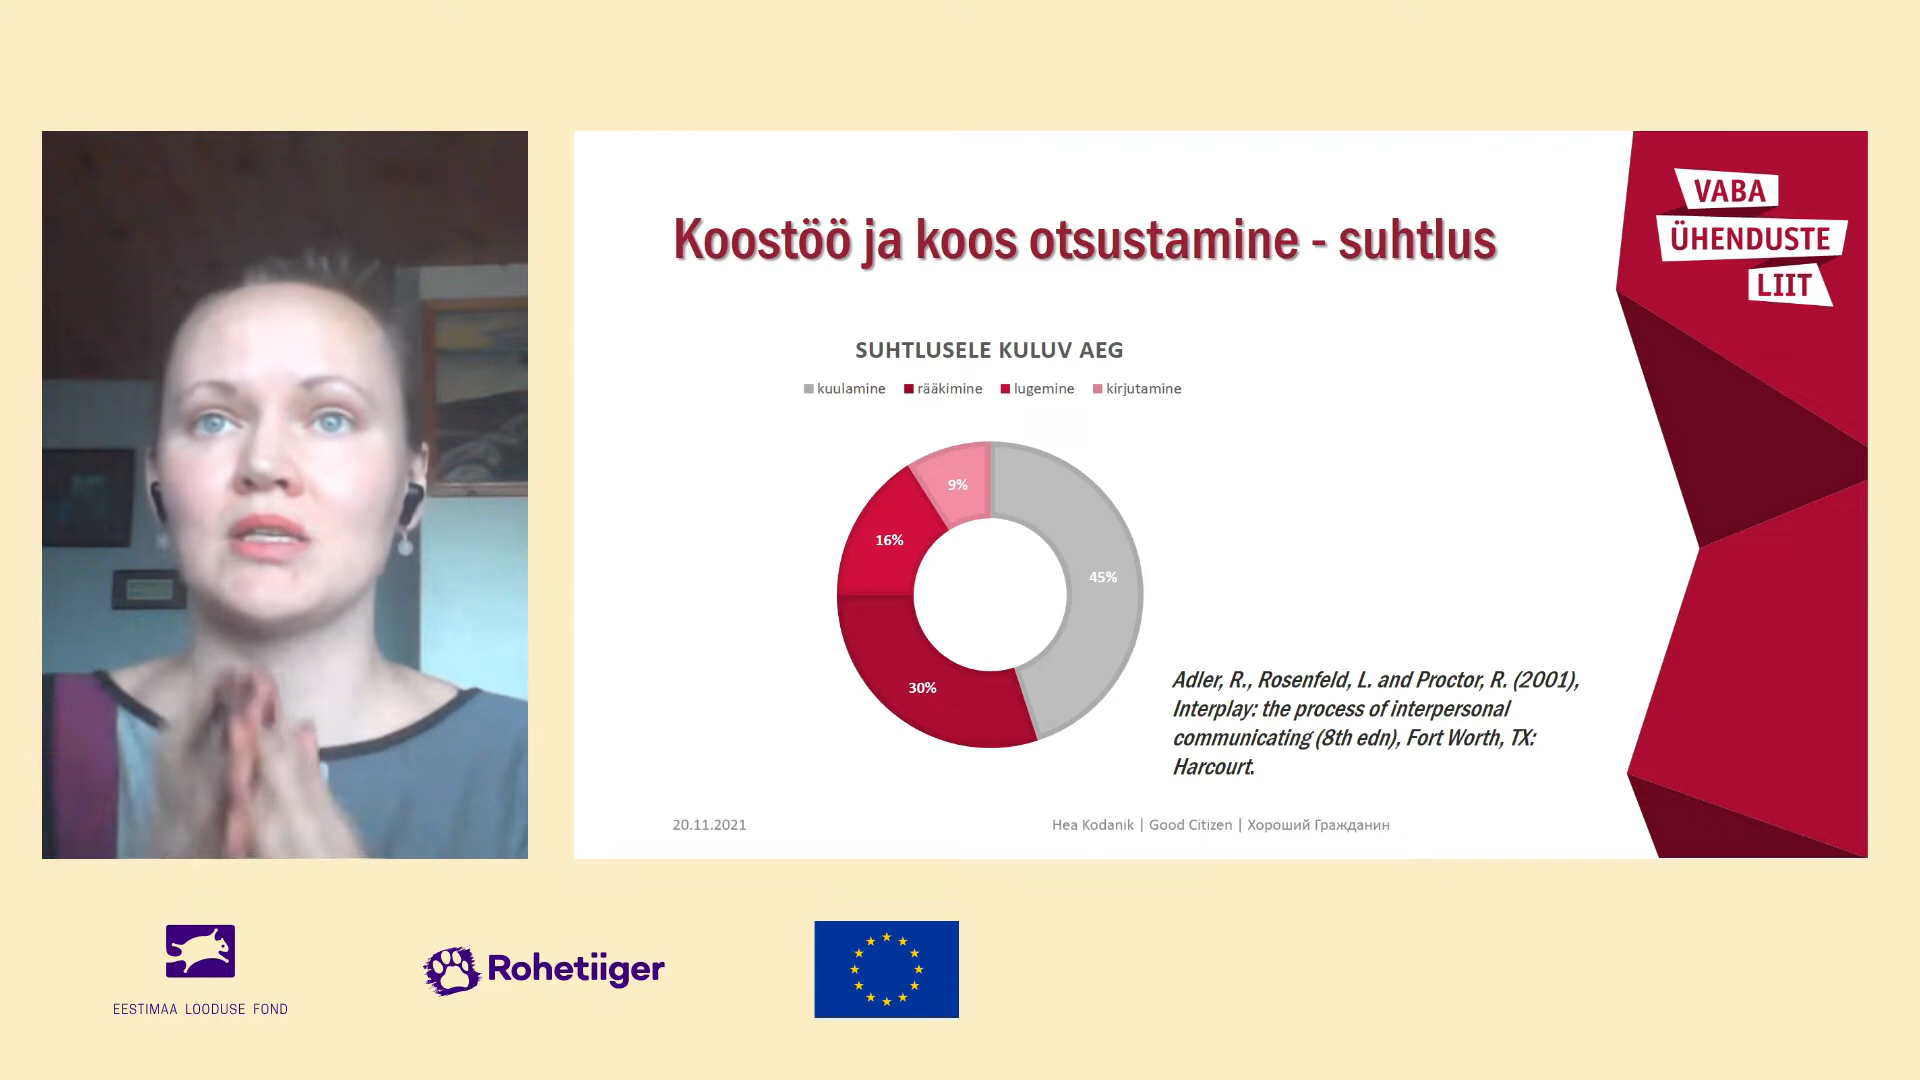 Koostöö ja koos otsustamine - suhtlus
VABA
ÜHENDUSTE
LIIT
SUHTLUSELE KULUV AEG
kuulamine rääkimine lugemine kirjutamine
9%
16%
45%
30%
Adler, R., Rosenfeld, L. and Proctor, R. (2001),
Interplay: the process of interpersonal
communicating (8th edn), Fort Worth, TX:
Harcourt.
20.11.2021
Hea Kodanik | Good Citizen | Хороший Гражданин
EESTIMAA LOODUSE FOND
Rohetiiger